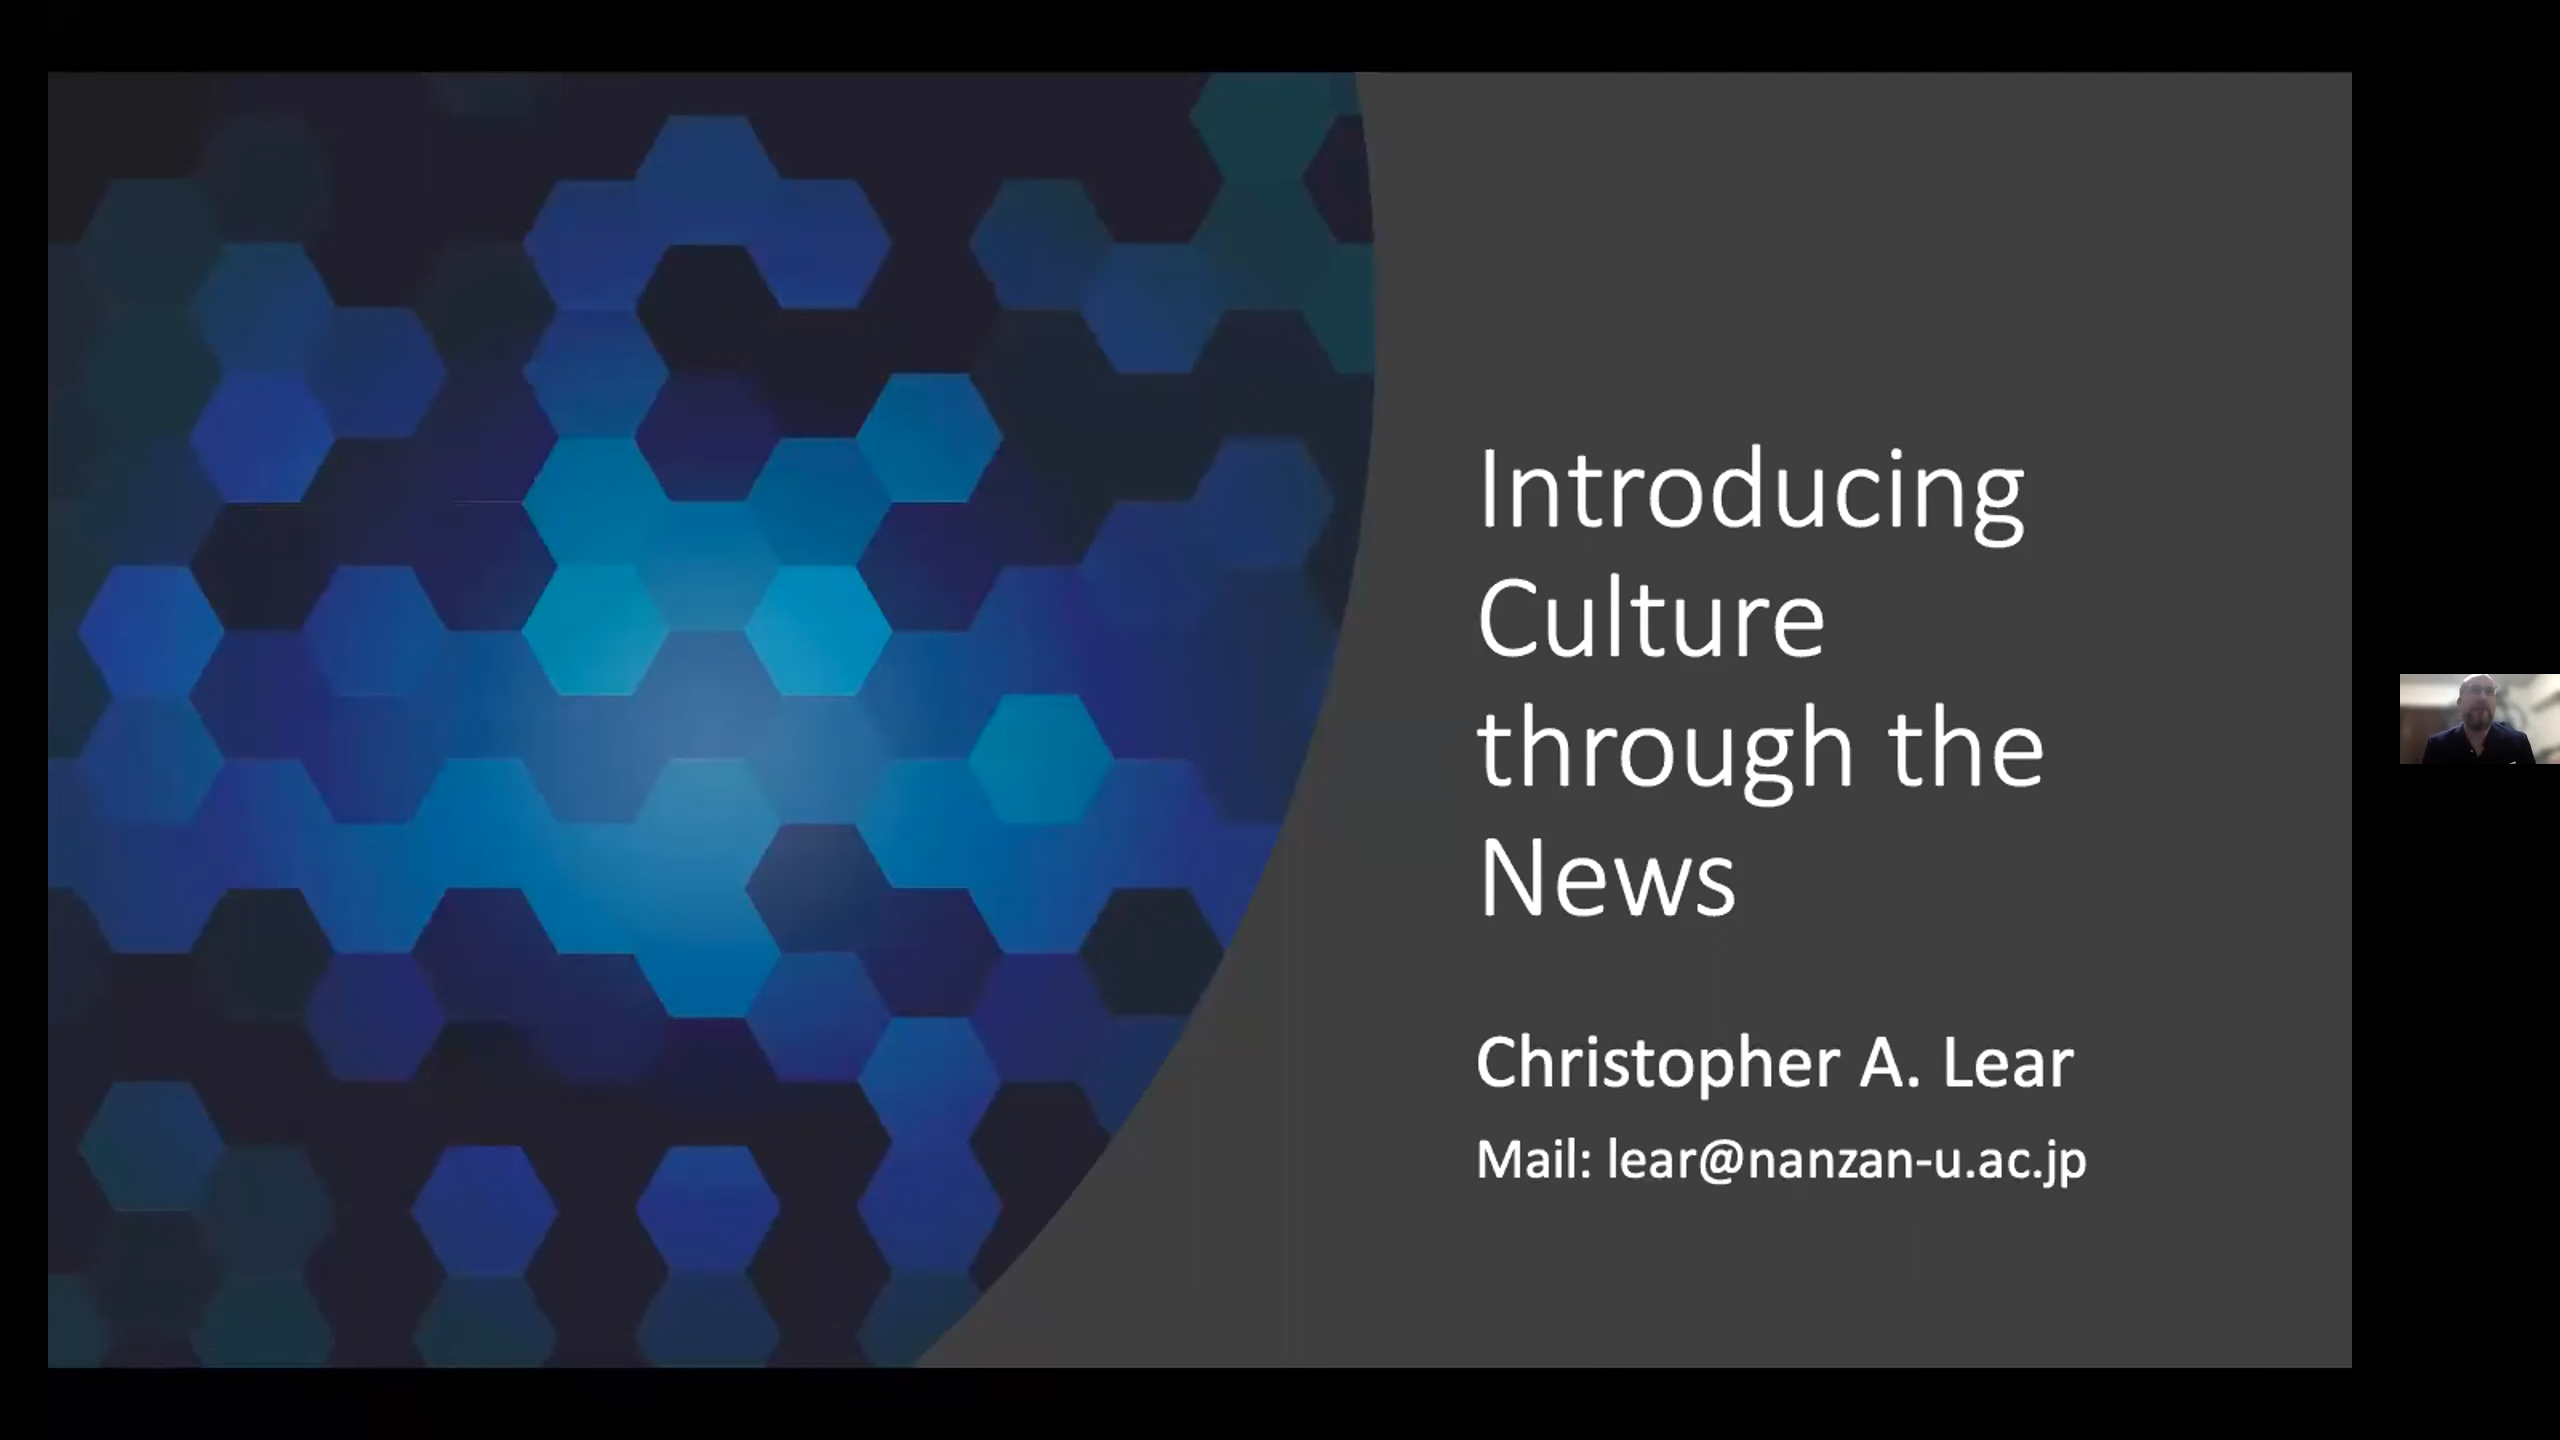 Introducing
Culture
through the
News
Christopher A. Lear
Mail: lear@nanzan-u.ac.jp